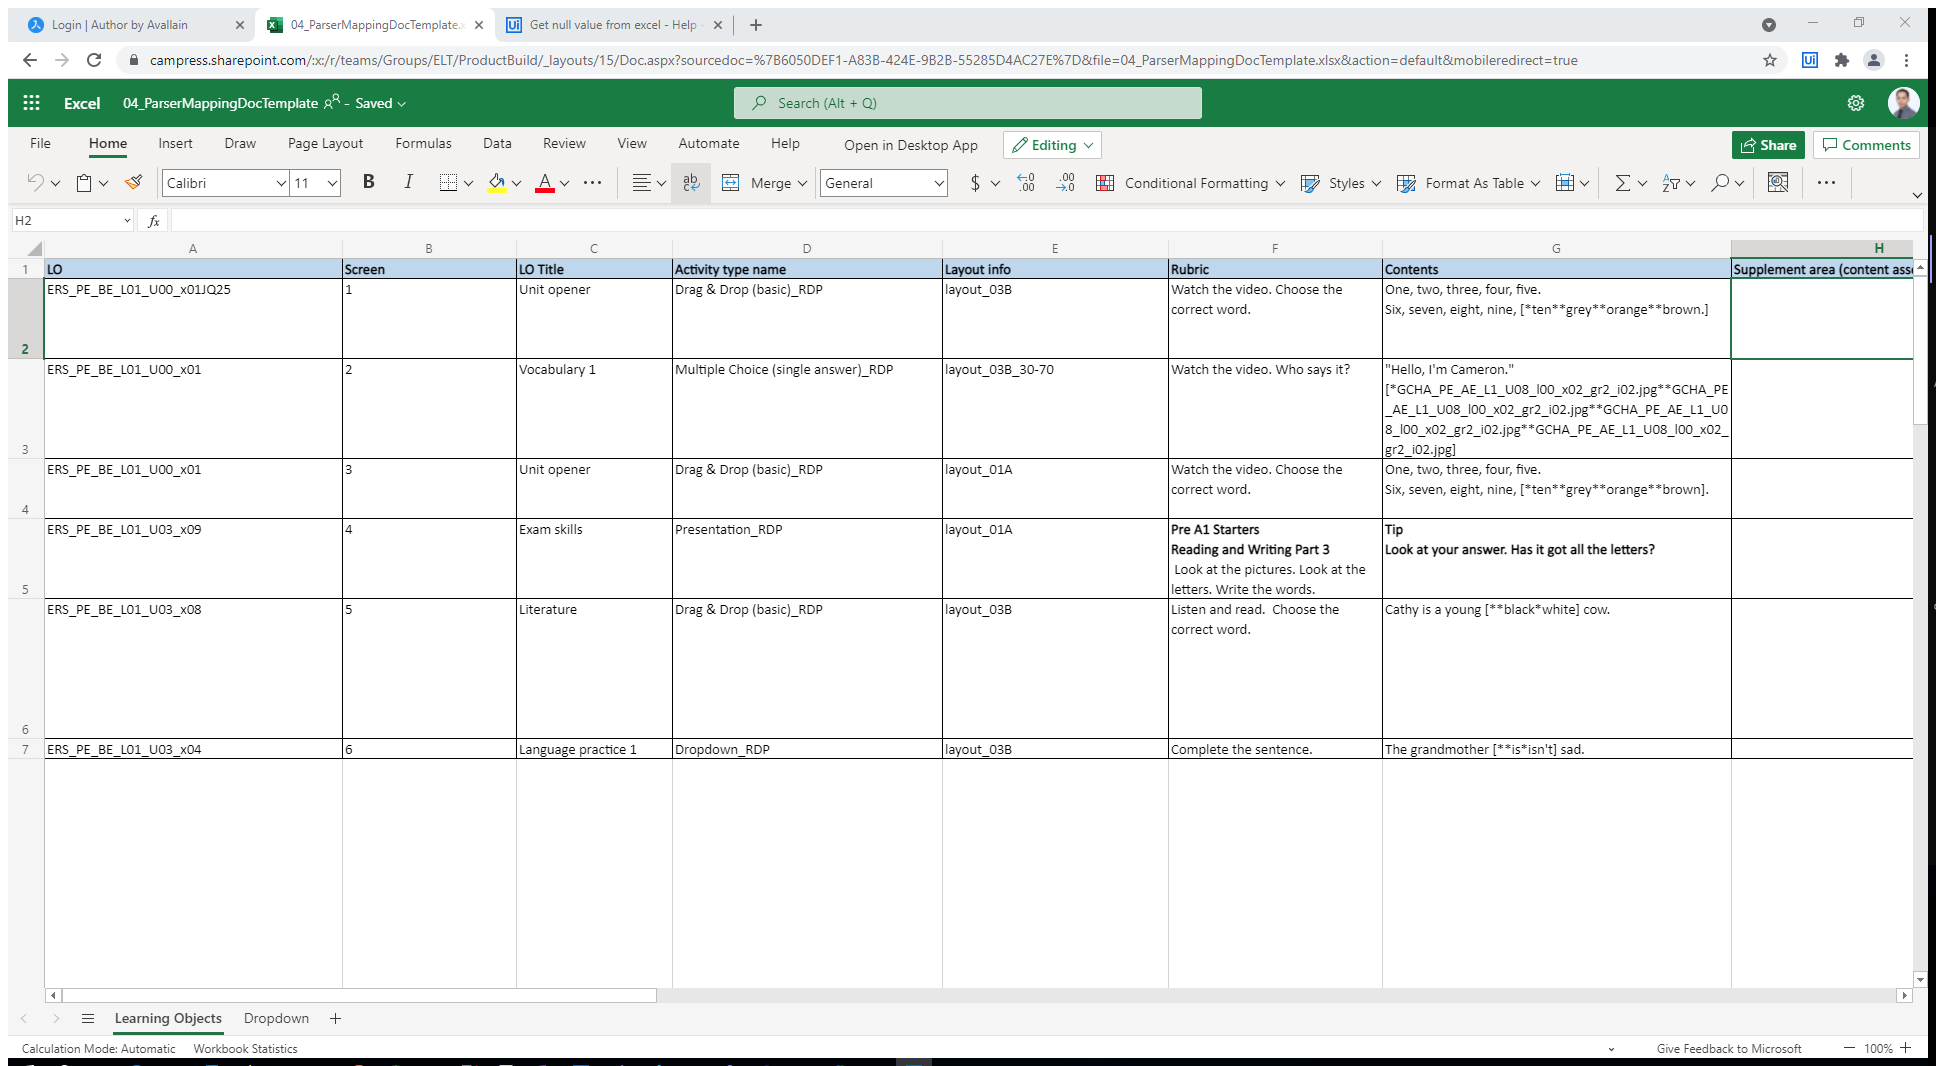 Login | Author by Avallain
04_ParserMappingDocTemplate.x
Get null value from excel - Help
campress.sharepoint.com/:x:/r/teams/Groups/ELT/ProductBuild/_layouts/15/Doc.aspx?sourcedoc=%7B6050DEF1-A83B-424E-9B2B-55285D4AC27E%7D&file=04_ParserMappingDocTemplate.xlsx&action=default&mobileredirect=true
Excel 04_ParserMappingDocTemplate - Saved
Search (Alt + Q)
File Home Insert Draw Page Layout Formulas Data Review View Automate Help Open in Desktop App Editing Share Comments
Calibri 11 B I A ab Merge General $ Conditional Formatting Styles Format As Table
H2 fx
A B C D E F G H
1 LO Screen LO Title Activity type name Layout info Rubric Contents Supplement area (content asse
ERS_PE_BE_L01_U00_x01JQ25 1 Unit opener Drag & Drop (basic)_RDP layout_03B Watch the video. Choose the One, two, three, four, five.
correct word. Six, seven, eight, nine, [*ten**grey**orange**brown.]
2
ERS_PE_BE_L01_U00_x01 2 Vocabulary 1 Multiple Choice (single answer)_RDP layout_03B_30-70 Watch the video. Who says it? "Hello, I'm Cameron."
[*GCHA_PE_AE_L1_U08_l00_x02_gr2_i02.jpg**GCHA_PE
_AE_L1_U08_l00_x02_gr2_i02.jpg**GCHA_PE_AE_L1_U0
8_l00_x02_gr2_i02.jpg**GCHA_PE_AE_L1_U08_l00_x02_
3 gr2_i02.jpg]
ERS_PE_BE_L01_U00_x01 3 Unit opener Drag & Drop (basic)_RDP layout_01A Watch the video. Choose the One, two, three, four, five.
correct word. Six, seven, eight, nine, [*ten**grey**orange**brown].
4
ERS_PE_BE_L01_U03_x09 4 Exam skills Presentation_RDP layout_01A Pre A1 Starters Tip
Reading and Writing Part 3 Look at your answer. Has it got all the letters?
Look at the pictures. Look at the
5 letters. Write the words.
ERS_PE_BE_L01_U03_x08 5 Literature Drag & Drop (basic)_RDP layout_03B Listen and read. Choose the Cathy is a young [**black*white] cow.
correct word.
6
7 ERS_PE_BE_L01_U03_x04 6 Language practice 1 Dropdown_RDP layout_03B Complete the sentence. The grandmother [**is*isn't] sad.
Learning Objects Dropdown
Calculation Mode: Automatic Workbook Statistics Give Feedback to Microsoft 100%